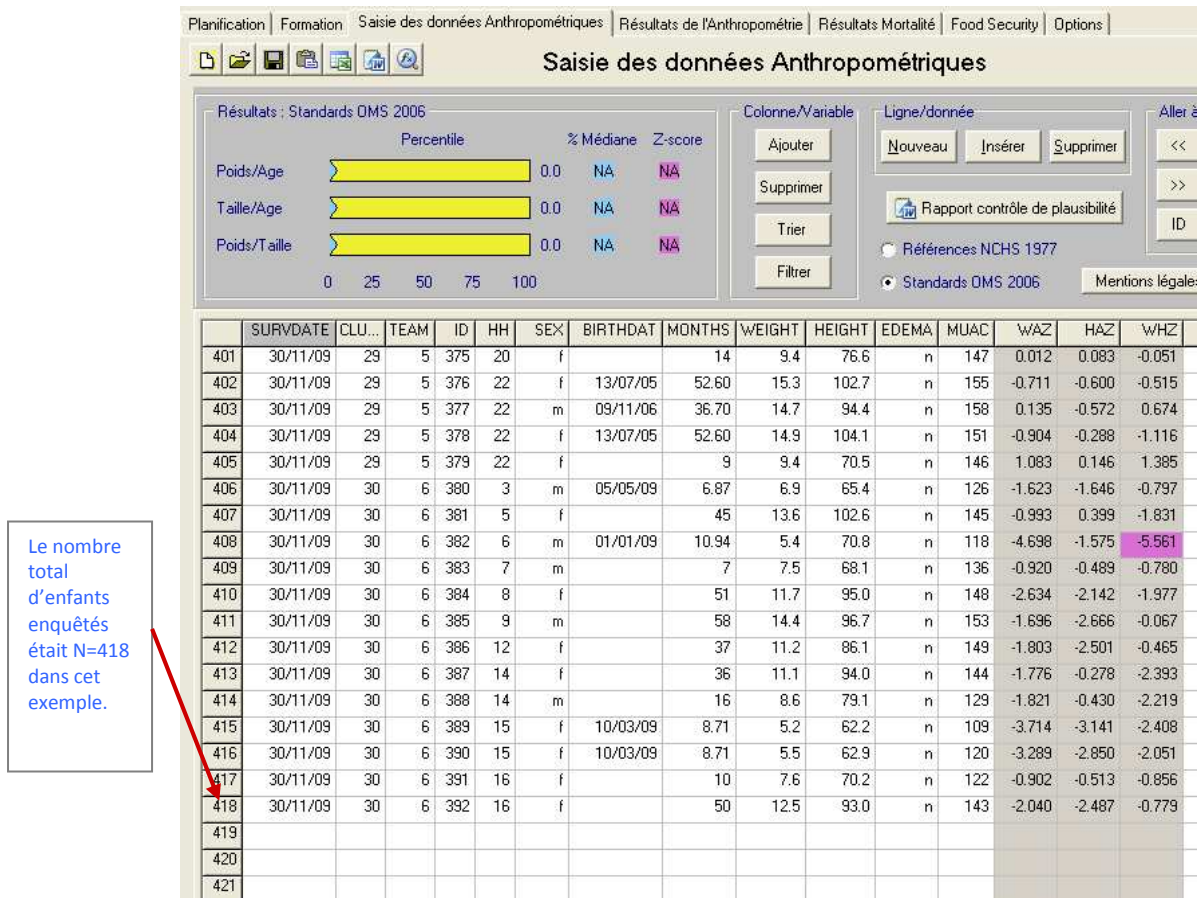 Planification Formation Saisie des données Anthropométriques Résultats de l'Anthropométrie Résultats Mortalité Food Security Options
Saisie des données Anthropométriques
Résultats : Standards OMS 2006
Percentile % Médiane Z-score
Poids/Age 0.0 NA NA
Taille/Age 0.0 NA NA
Poids/Taille 0.0 NA NA
0 25 50 75 100
Colonne/Variable
Ajouter
Supprimer
Trier
Filtrer
Ligne/donnée
Nouveau Insérer Supprimer
Rapport contrôle de plausibilité
Références NCHS 1977
Standards OMS 2006
Aller à
<<
>>
ID
Mentions légales
SURVDATE CLU... TEAM ID HH SEX BIRTHDAT MONTHS WEIGHT HEIGHT EDEMA MUAC WAZ HAZ WHZ
401 30/11/09 29 5 375 20 f 14 9.4 76.6 n 147 0.012 0.083 -0.051
402 30/11/09 29 5 376 22 f 13/07/05 52.60 15.3 102.7 n 155 -0.711 -0.600 -0.515
403 30/11/09 29 5 377 22 m 09/11/06 36.70 14.7 94.4 n 158 0.135 -0.572 0.674
404 30/11/09 29 5 378 22 f 13/07/05 52.60 14.9 104.1 n 151 -0.904 -0.288 -1.116
405 30/11/09 29 5 379 22 f 9 9.4 70.5 n 146 1.083 0.146 1.385
406 30/11/09 30 6 380 3 m 05/05/09 6.87 6.9 65.4 n 126 -1.623 -1.646 -0.797
407 30/11/09 30 6 381 5 f 45 13.6 102.6 n 145 -0.993 0.399 -1.831
408 30/11/09 30 6 382 6 m 01/01/09 10.94 5.4 70.8 n 118 -4.698 -1.575 -5.561
409 30/11/09 30 6 383 7 m 7 7.5 68.1 n 136 -0.920 -0.489 -0.780
410 30/11/09 30 6 384 8 f 51 11.7 95.0 n 148 -2.634 -2.142 -1.977
411 30/11/09 30 6 385 9 m 58 14.4 96.7 n 153 -1.696 -2.666 -0.067
412 30/11/09 30 6 386 12 f 37 11.2 86.1 n 149 -1.803 -2.501 -0.465
413 30/11/09 30 6 387 14 f 36 11.1 94.0 n 144 -1.776 -0.278 -2.393
414 30/11/09 30 6 388 14 m 16 8.6 79.1 n 129 -1.821 -0.430 -2.219
415 30/11/09 30 6 389 15 f 10/03/09 8.71 5.2 62.2 n 109 -3.714 -3.141 -2.408
416 30/11/09 30 6 390 15 f 10/03/09 8.71 5.5 62.9 n 120 -3.289 -2.850 -2.051
417 30/11/09 30 6 391 16 f 10 7.6 70.2 n 122 -0.902 -0.513 -0.856
418 30/11/09 30 6 392 16 f 50 12.5 93.0 n 143 -2.040 -2.487 -0.779
419
420
421
Le nombre
total
d'enfants
enquêtés
était N=418
dans cet
exemple.